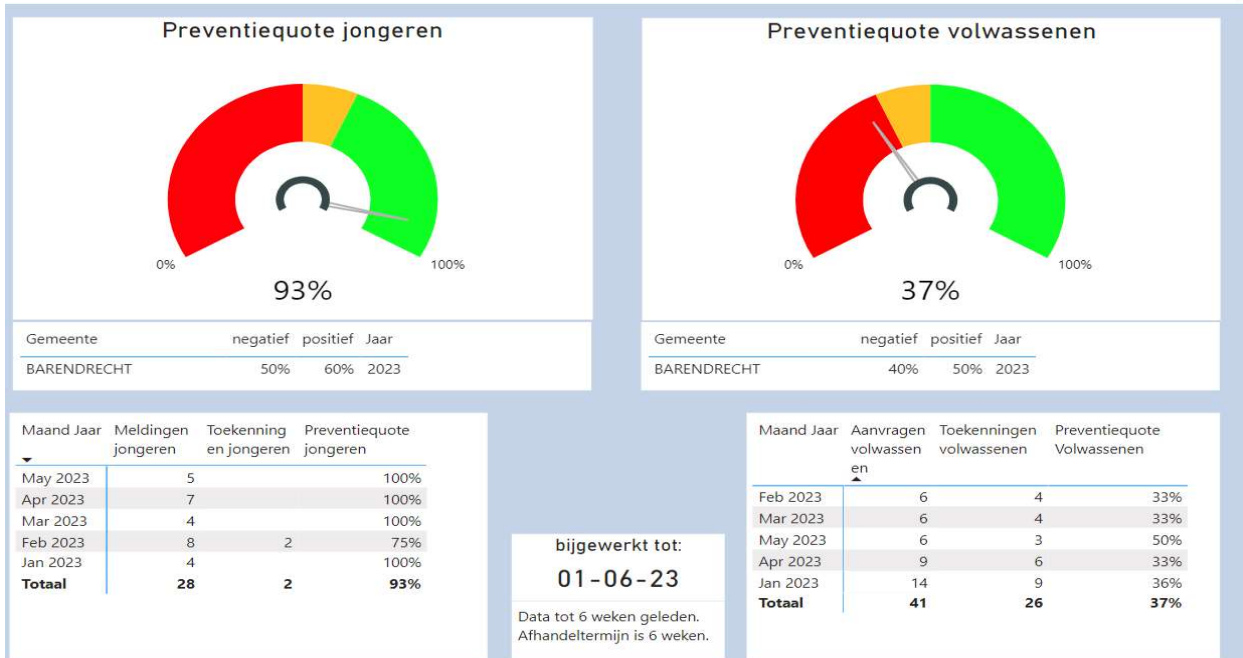 Preventiequote jongeren
0%
100%
93%
Gemeente negatief positief Jaar
BARENDRECHT 50% 60% 2023
Preventiequote volwassenen
0%
100%
37%
Gemeente negatief positief Jaar
BARENDRECHT 40% 50% 2023
Maand Jaar Meldingen Toekenning Preventiequote
jongeren en jongeren jongeren
May 2023 5 100%
Apr 2023 7 100%
Mar 2023 4 100%
Feb 2023 8 2 75%
Jan 2023 4 100%
Totaal 28 2 93%
bijgewerkt tot:
01-06-23
Data tot 6 weken geleden.
Afhandeltermijn is 6 weken.
Maand Jaar Aanvragen Toekenningen Preventiequote
volwassen volwassenen Volwassenen
en
Feb 2023 6 4 33%
Mar 2023 6 4 33%
May 2023 6 3 50%
Apr 2023 9 6 33%
Jan 2023 14 9 36%
Totaal 41 26 37%